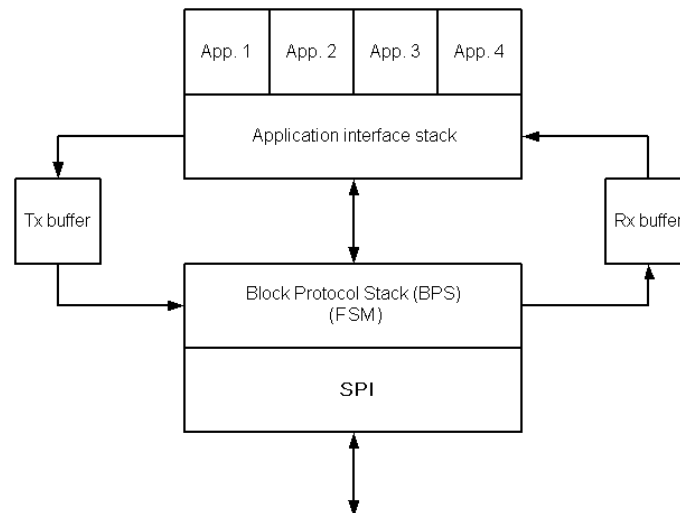 App. 1
App. 2
App. 3
App. 4
Application interface stack
Tx buffer
Rx buffer
Block Protocol Stack (BPS)
(FSM)
SPI